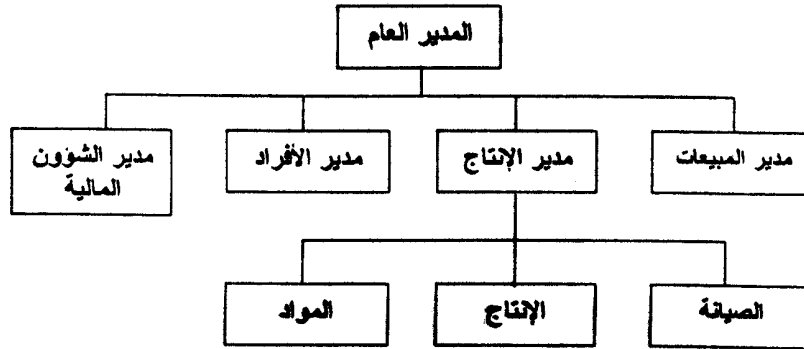 المدير العام
مدير المبيعات
مدير الإنتاج
مدير الأفراد
مدير الشؤون
المالية
الصيانة
الإنتاج
المواد